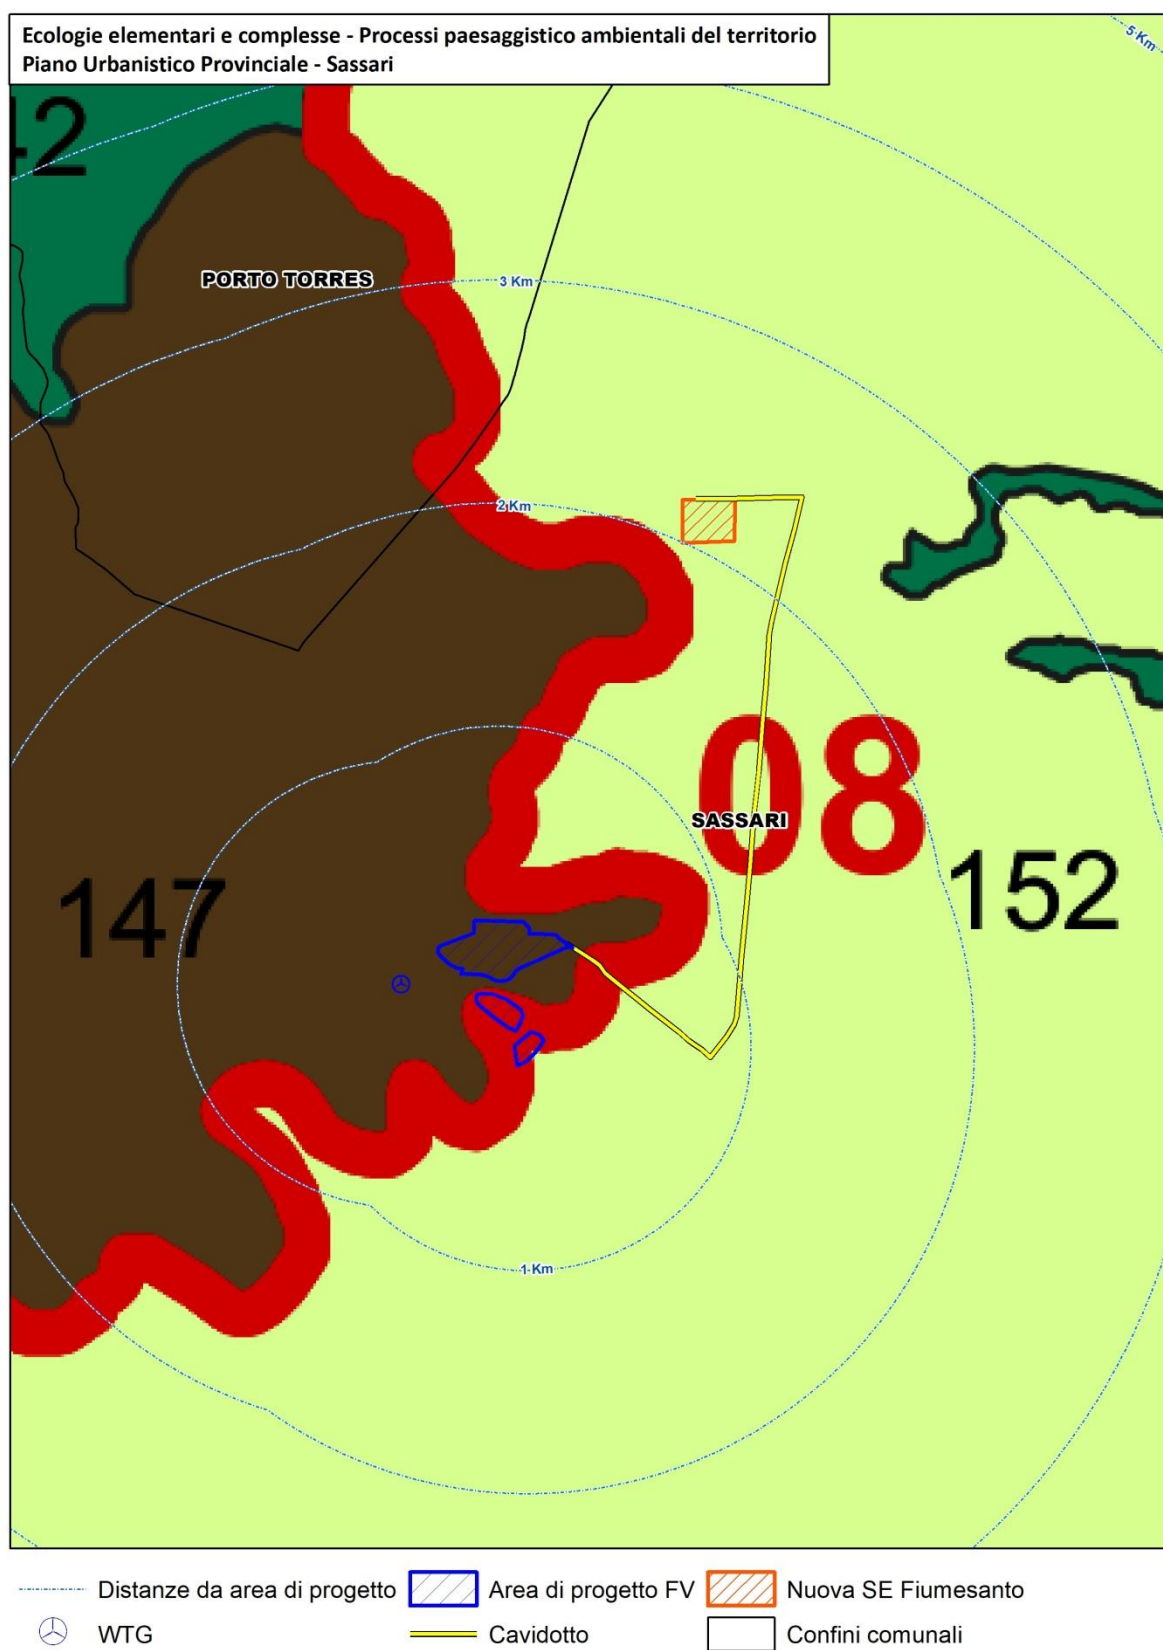 Ecologie elementari e complesse - Processi paesaggistico ambientali del territorio
Piano Urbanistico Provinciale - Sassari
5 Km
42
PORTO TORRES
3 Km
2 Km
08
SASSARI
147
152
1 Km
Distanze da area di progetto
Area di progetto FV
Nuova SE Fiumesanto
WTG
Cavidotto
Confini comunali